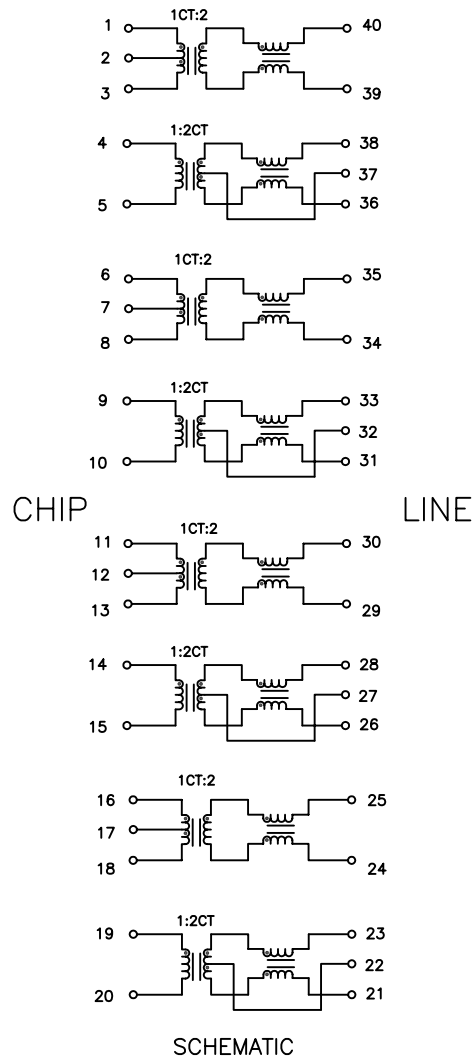 1CT:2
1 40
2
3 39
1:2CT
4 38
37
5 36
1CT:2
6 35
7
8 34
1:2CT
9 33
32
10 31
CHIP LINE
1CT:2
11 30
12
13 29
1:2CT
14 28
27
15 26
1CT:2
16 25
17
18 24
1:2CT
19 23
22
20 21
SCHEMATIC